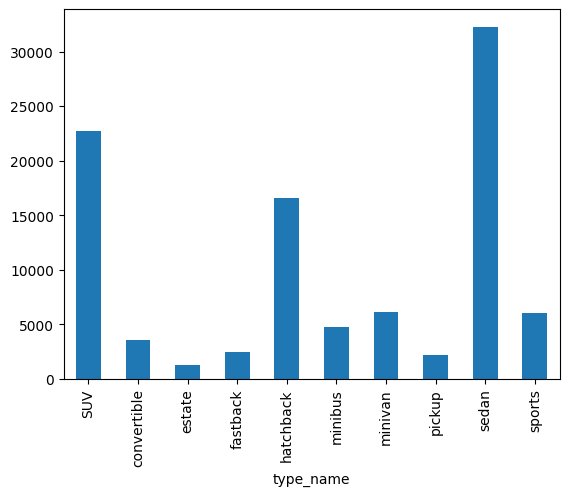 30000
25000
20000
15000
10000
5000
0
SUV
convertible
estate
fastback
hatchback
minibus
minivan
pickup
sedan
sports
type_name